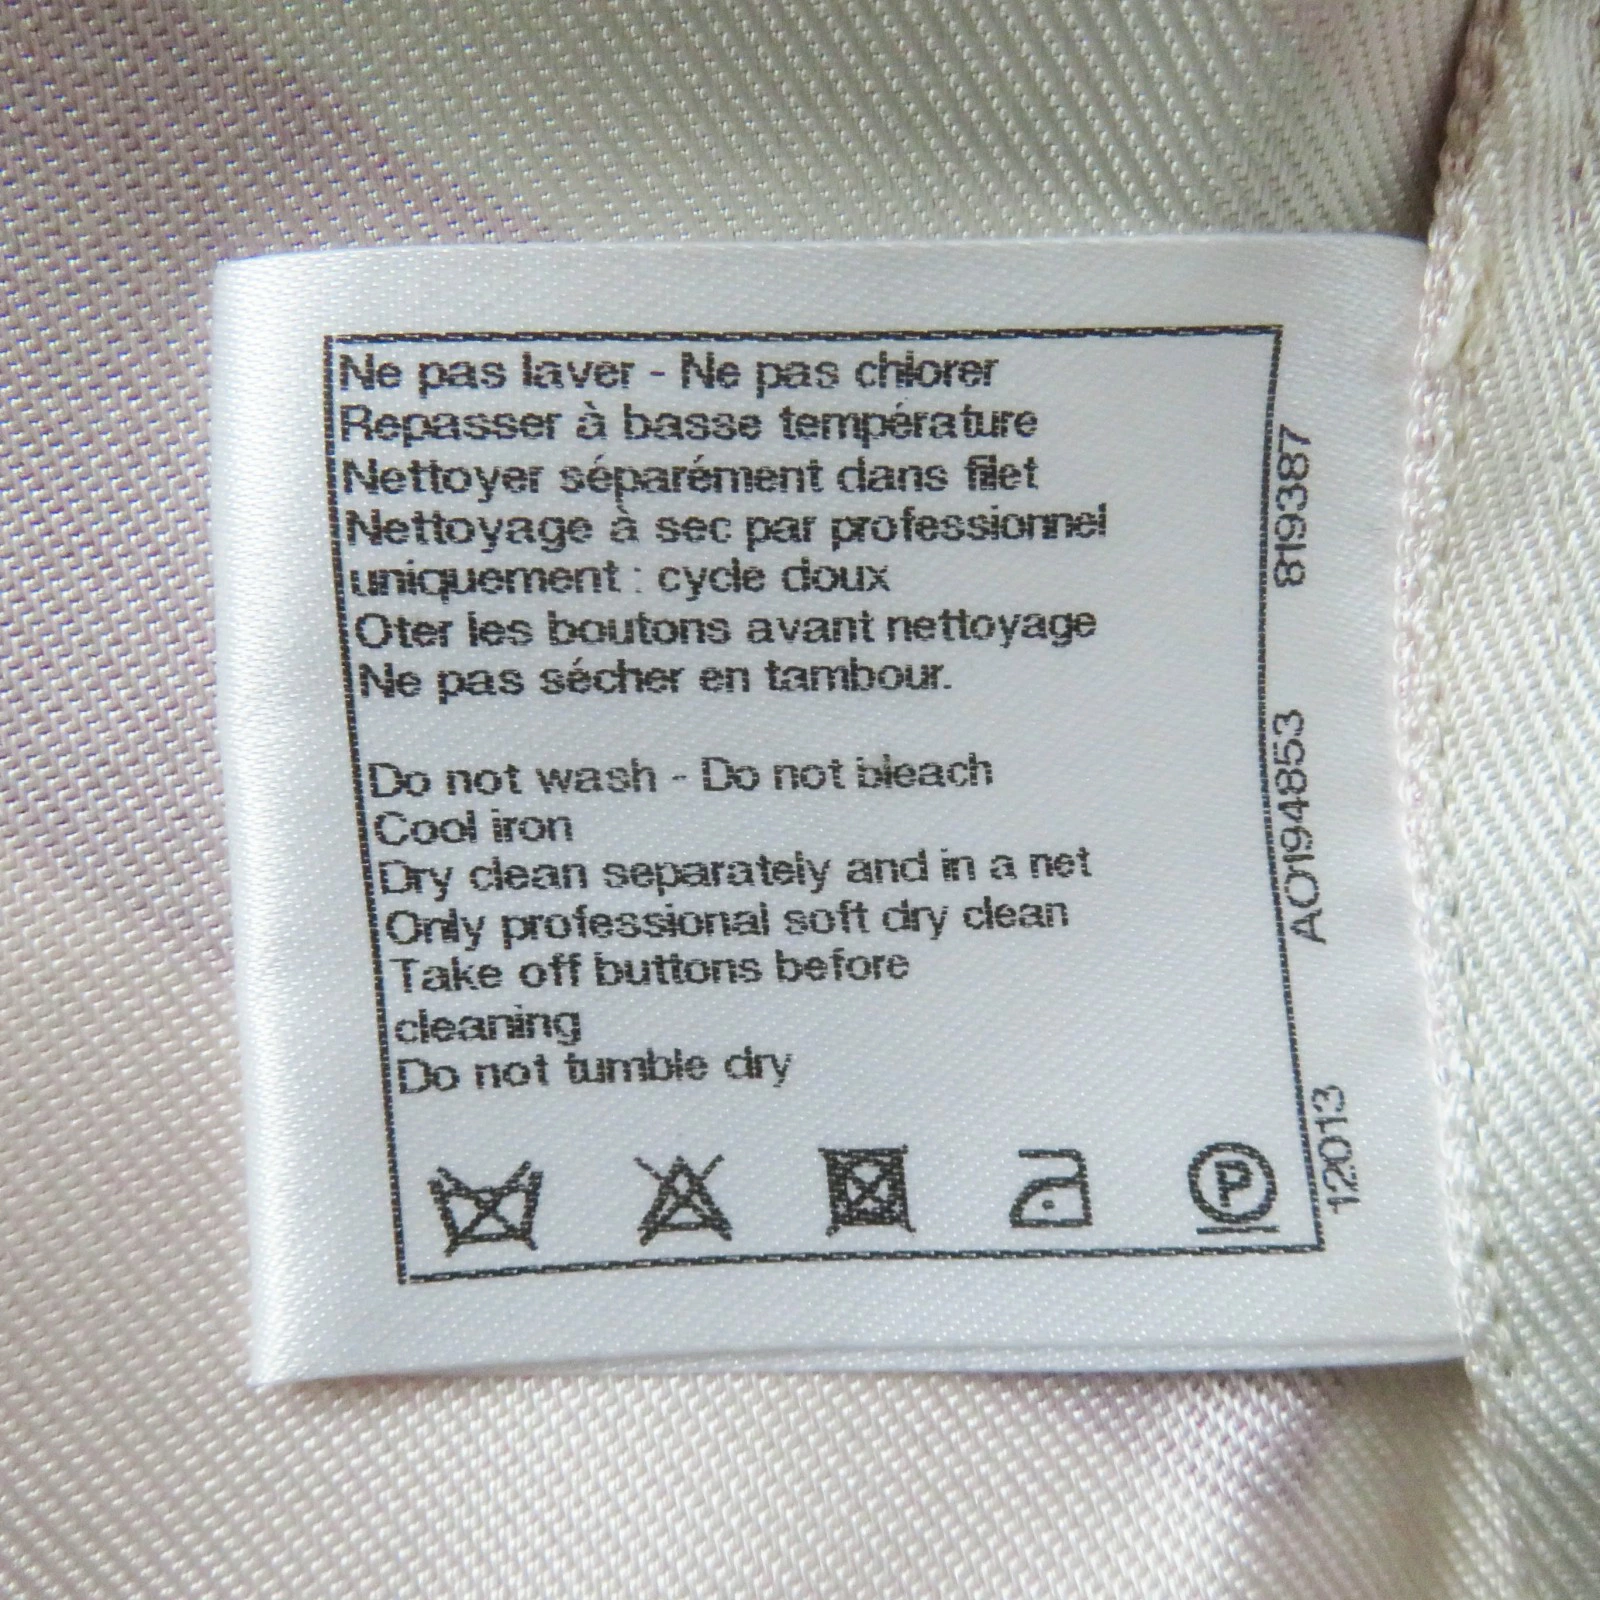 Ne pas laver - Ne pas chlorer
Repasser à basse température
Nettoyer séparément dans filet
Nettoyage à sec par professionnel
uniquement : cycle doux
Oter les boutons avant nettoyage
Ne pas sécher en tambour.
Do not wash - Do not bleach
Cool iron
Dry clean separately and in a net
Only professional soft dry clean
Take off buttons before
cleaning
Do not tumble dry
P
12013
AO194853
819387